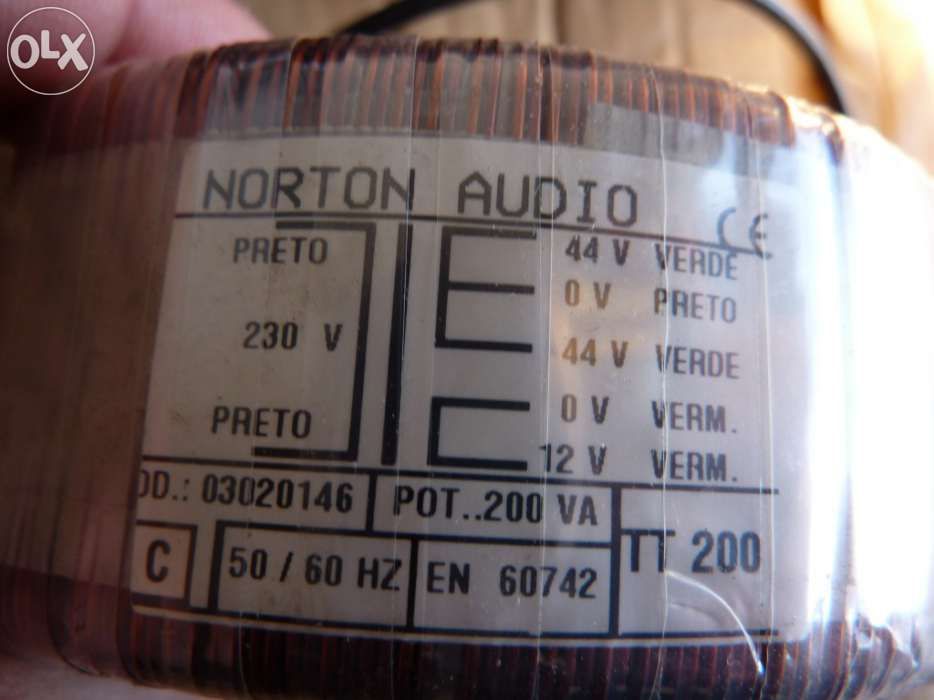 OLX
NORTON AUDIO
CE
PRETO
230 V
PRETO
44 V VERDE
0 V PRETO
44 V VERDE
0 V VERM.
12 V VERM.
OD.: 03020146
POT..200 VA
TT 200
C
50 / 60 HZ
EN 60742